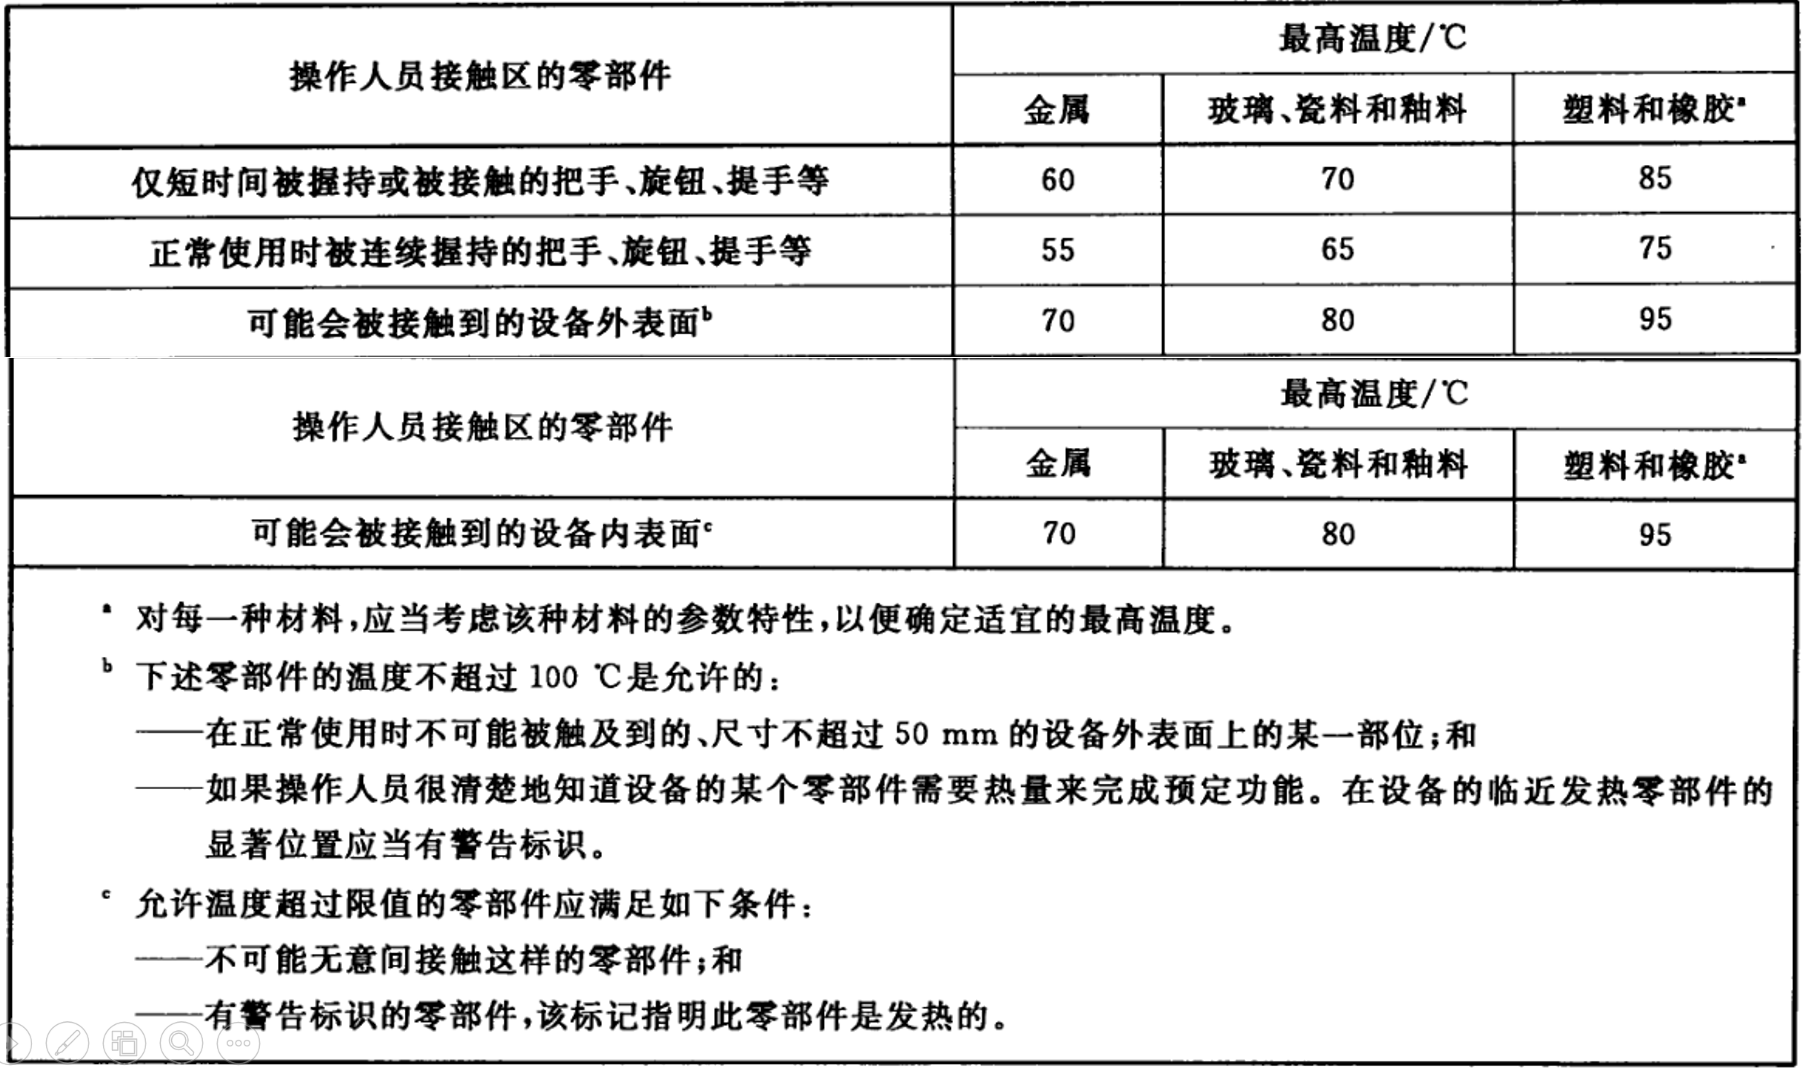 操作人员接触区的零部件
最高温度/℃
金属 玻璃、瓷料和釉料 塑料和橡胶ᵃ
仅短时间被握持或被接触的把手、旋钮、提手等 60 70 85
正常使用时被连续握持的把手、旋钮、提手等 55 65 75
可能会被接触到的设备外表面ᵇ 70 80 95
操作人员接触区的零部件
最高温度/℃
金属 玻璃、瓷料和釉料 塑料和橡胶ᵃ
可能会被接触到的设备内表面ᶜ 70 80 95
ᵃ 对每一种材料,应当考虑该种材料的参数特性,以便确定适宜的最高温度。
ᵇ 下述零部件的温度不超过 100 ℃是允许的:
——在正常使用时不可能被触及到的、尺寸不超过 50 mm 的设备外表面上的某一部位;和
——如果操作人员很清楚地知道设备的某个零部件需要热量来完成预定功能。在设备的临近发热零部件的
显著位置应当有警告标识。
ᶜ 允许温度超过限值的零部件应满足如下条件:
——不可能无意间接触这样的零部件;和
——有警告标识的零部件,该标记指明此零部件是发热的。